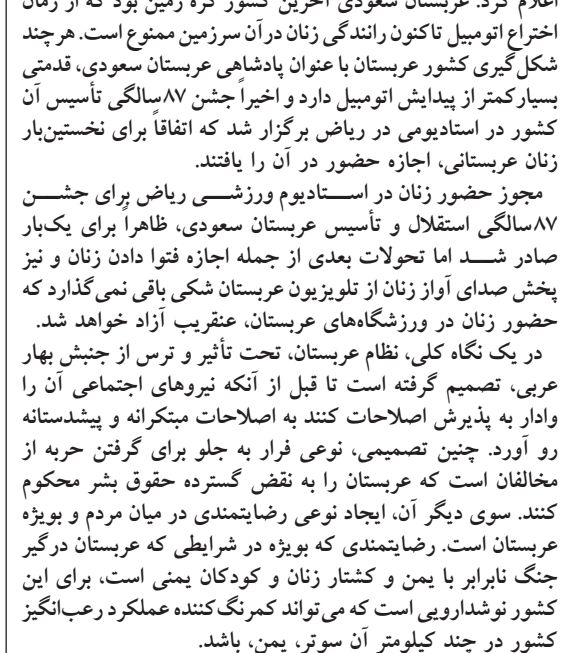 اعلام کرد. عربستان سعودی آخرین کشور کره زمین بود که از زمان
اختراع اتومبیل تاکنون رانندگی زنان درآن سرزمین ممنوع است. هرچند
شکل‌گیری کشور عربستان با عنوان پادشاهی عربستان سعودی، قدمتی
بسیارکمتر از پیدایش اتومبیل دارد و اخیراً جشن ۸۷سالگی تأسیس آن
کشور در استادیومی در ریاض برگزار شد که اتفاقاً برای نخستین‌بار
زنان عربستانی، اجازه حضور در آن را یافتند.
مجوز حضور زنان در استادیوم ورزشی ریاض برای جشن
۸۷سالگی استقلال و تأسیس عربستان سعودی، ظاهراً برای یک‌بار
صادر شد اما تحولات بعدی از جمله اجازه فتوا دادن زنان و نیز
پخش صدای آواز زنان از تلویزیون عربستان شکی باقی نمی‌گذارد که
حضور زنان در ورزشگاه‌های عربستان، عنقریب آزاد خواهد شد.
در یک نگاه کلی، نظام عربستان، تحت تأثیر و ترس از جنبش بهار
عربی، تصمیم گرفته است تا قبل از آنکه نیروهای اجتماعی آن را
وادار به پذیرش اصلاحات کنند به اصلاحات مبتکرانه و پیشدستانه
رو آورد. چنین تصمیمی، نوعی فرار به جلو برای گرفتن حربه از
مخالفان است که عربستان را به نقض گسترده حقوق بشر محکوم
کنند. سوی دیگر آن، ایجاد نوعی رضایتمندی در میان مردم و بویژه
عربستان است. رضایتمندی که بویژه در شرایطی که عربستان درگیر
جنگ نابرابر با یمن و کشتار زنان و کودکان یمنی است، برای این
کشور نوشدارویی است که می‌تواند کمرنگ‌کننده عملکرد رعب‌انگیز
کشور در چند کیلومتر آن سوتر، یمن، باشد.